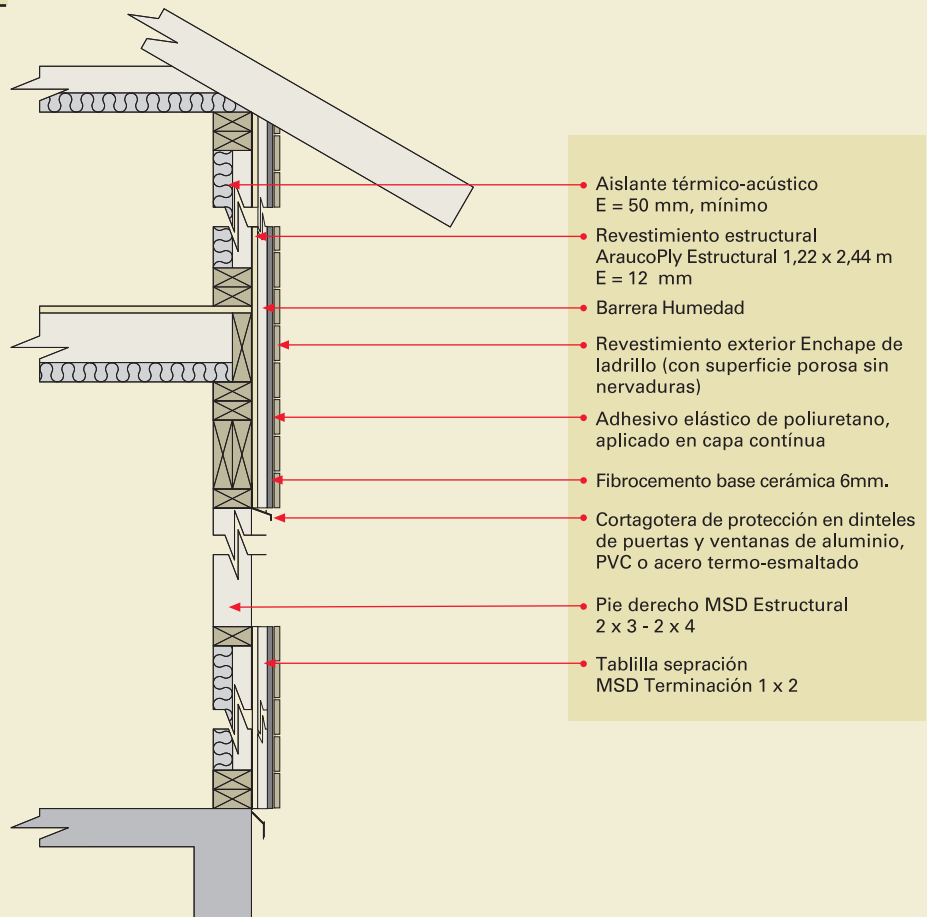 Aislante térmico-acústico
E = 50 mm, mínimo
Revestimiento estructural
AraucoPly Estructural 1,22 x 2,44 m
E = 12 mm
Barrera Humedad
Revestimiento exterior Enchape de
ladrillo (con superficie porosa sin
nervaduras)
Adhesivo elástico de poliuretano,
aplicado en capa contínua
Fibrocemento base cerámica 6mm.
Cortagotera de protección en dinteles
de puertas y ventanas de aluminio,
PVC o acero termo-esmaltado
Pie derecho MSD Estructural
2 x 3 - 2 x 4
Tablilla sepración
MSD Terminación 1 x 2